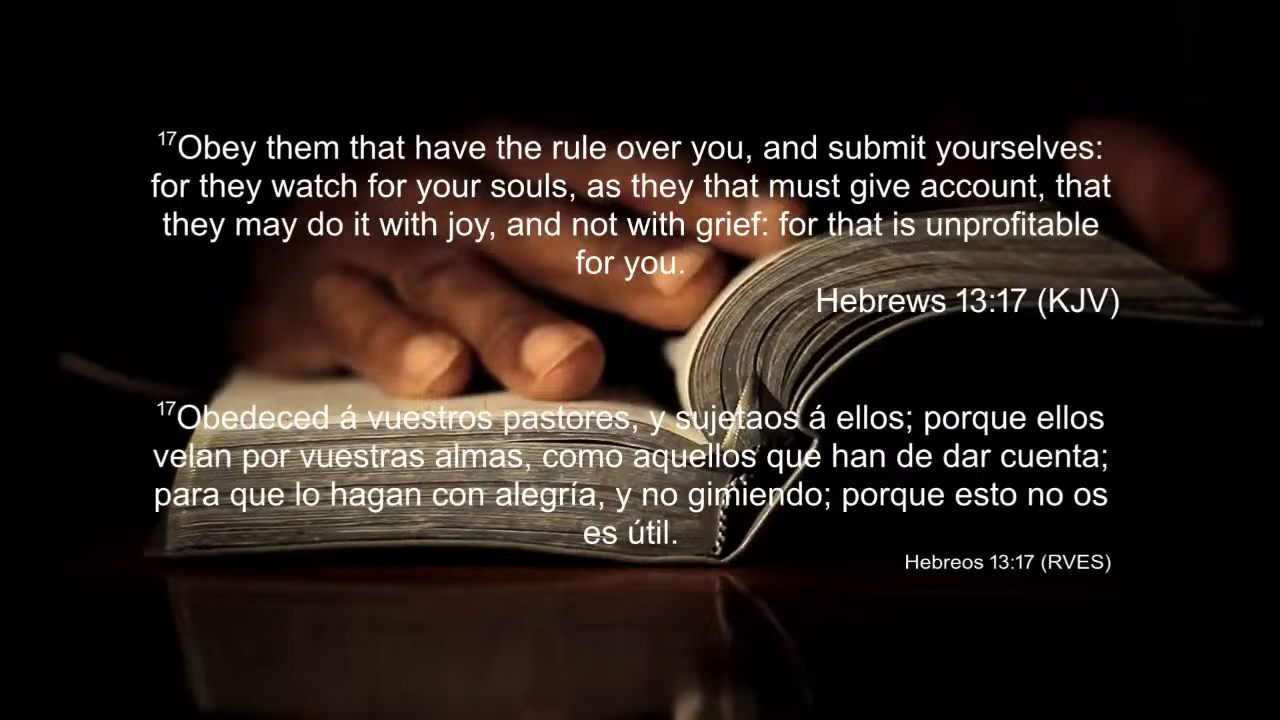 17Obey them that have the rule over you, and submit yourselves:
for they watch for your souls, as they that must give account, that
they may do it with joy, and not with grief: for that is unprofitable
for you.
Hebrews 13:17 (KJV)
17Obedeced á vuestros pastores, y sujetaos á ellos; porque ellos
velan por vuestras almas, como aquellos que han de dar cuenta;
para que lo hagan con alegría, y no gimiendo; porque esto no os
es útil.
Hebreos 13:17 (RVES)